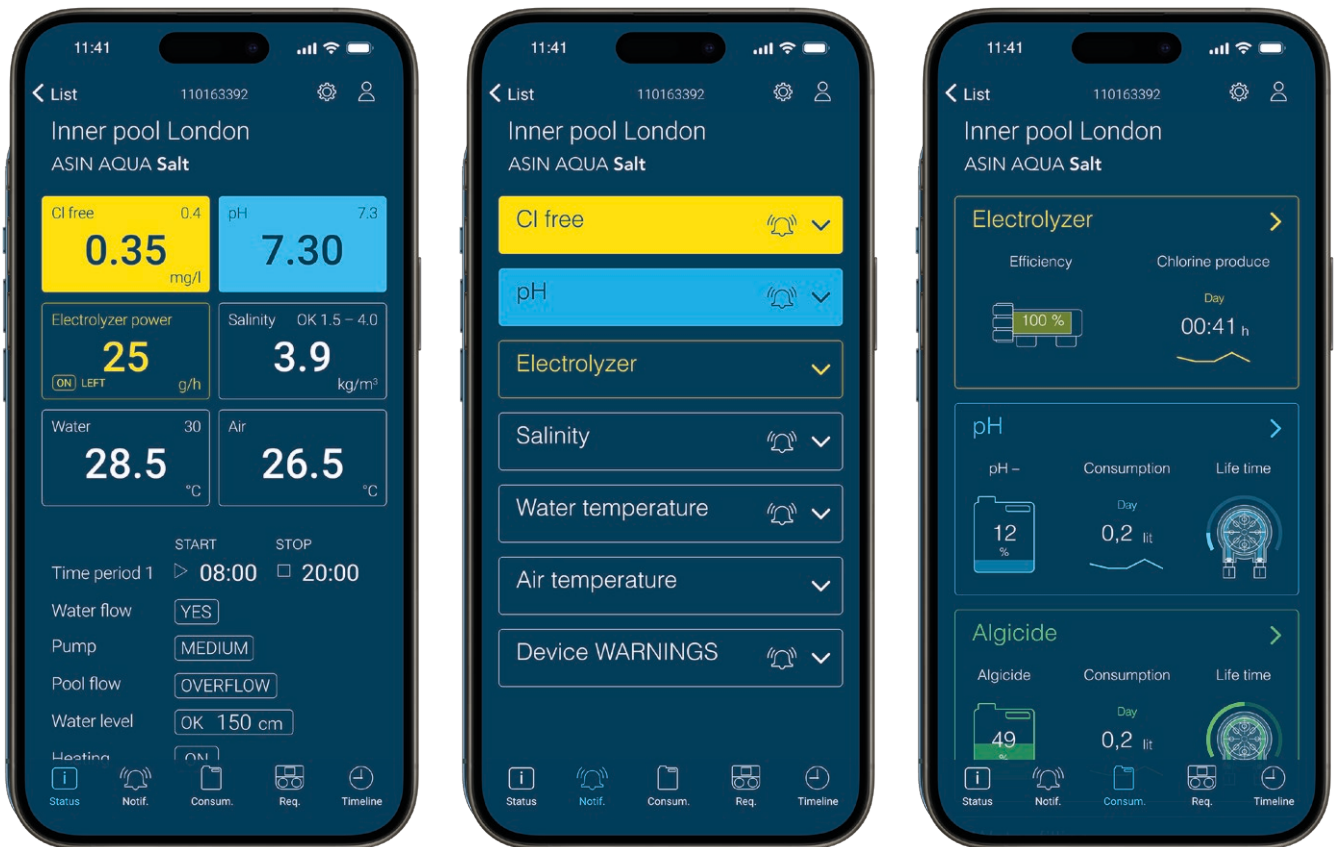 11:41
List
110163392
Inner pool London
ASIN AQUA Salt
Cl free 0.4
0.35
mg/l
pH 7.3
7.30
Electrolyzer power
25
ON LEFT g/h
Salinity OK 1.5 – 4.0
3.9
kg/m³
Water 30
28.5
°C
Air
26.5
°C
START STOP
Time period 1 08:00 20:00
Water flow YES
Pump MEDIUM
Pool flow OVERFLOW
Water level OK 150 cm
Heating ON
Status Notif. Consum. Req. Timeline
11:41
List
110163392
Inner pool London
ASIN AQUA Salt
Cl free
pH
Electrolyzer
Salinity
Water temperature
Air temperature
Device WARNINGS
Status Notif. Consum. Req. Timeline
11:41
List
110163392
Inner pool London
ASIN AQUA Salt
Electrolyzer
Efficiency Chlorine produce
100 %
Day
00:41 h
pH
pH – Consumption Life time
12
%
Day
0,2 lit
Algicide
Algicide Consumption Life time
49
%
Day
0,2 lit
Status Notif. Consum. Req. Timeline